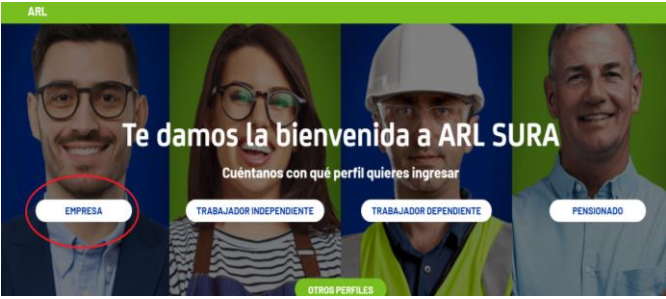 ARL
Te damos la bienvenida a ARL SURA
Cuéntanos con qué perfil quieres ingresar
EMPRESA
TRABAJADOR INDEPENDIENTE
TRABAJADOR DEPENDIENTE
PENSIONADO
OTROS PERFILES